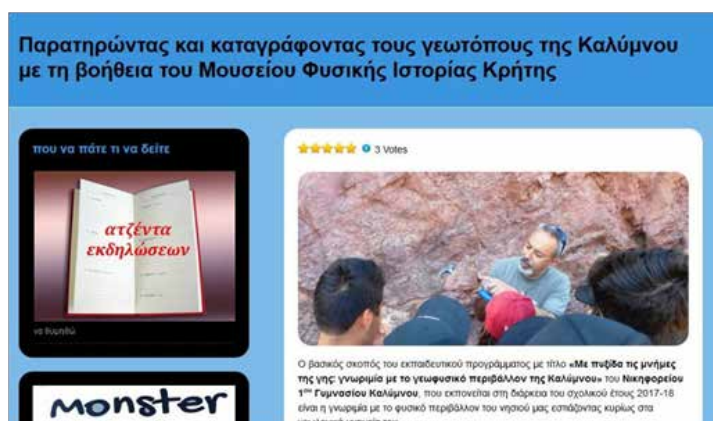 Παρατηρώντας και καταγράφοντας τους γεωτόπους της Καλύμνου
με τη βοήθεια του Μουσείου Φυσικής Ιστορίας Κρήτης
που να πάτε τι να δείτε
ατζέντα
εκδηλώσεων
να θυμηθώ
monster
3 Votes
Ο βασικός σκοπός του εκπαιδευτικού προγράμματος με τίτλο «Με πυξίδα τις μνήμες
της γης: γνωριμία με το γεωφυσικό περιβάλλον της Καλύμνου» του Νικηφορείου
1ου Γυμνασίου Καλύμνου, που εκπονείται στη διάρκεια του σχολικού έτους 2017-18
είναι η γνωριμία με το φυσικό περιβάλλον του νησιού μας εστιάζοντας κυρίως στα